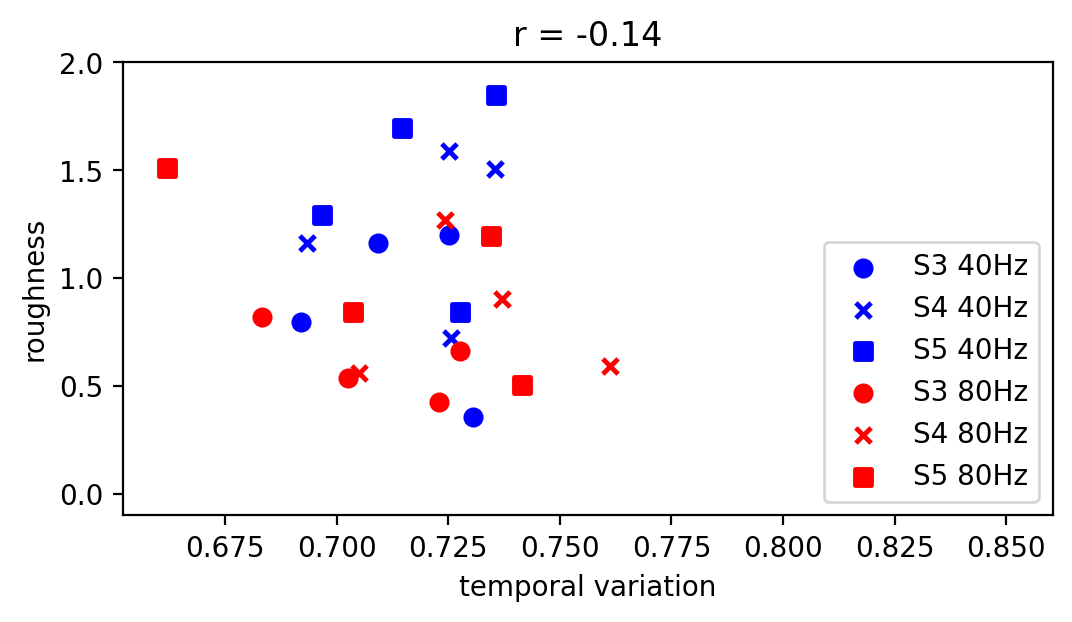 r = -0.14
roughness
2.0
1.5
1.0
0.5
0.0
S3 40Hz
S4 40Hz
S5 40Hz
S3 80Hz
S4 80Hz
S5 80Hz
0.675 0.700 0.725 0.750 0.775 0.800 0.825 0.850
temporal variation